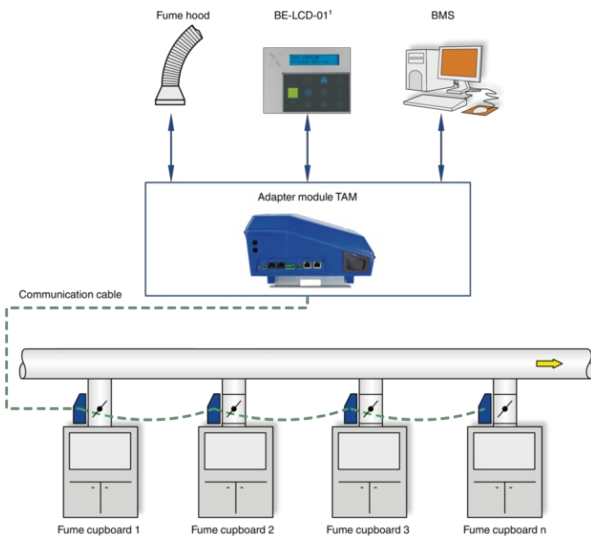 Fume hood
BE-LCD-01¹
BMS
Adapter module TAM
Communication cable
Fume cupboard 1
Fume cupboard 2
Fume cupboard 3
Fume cupboard n